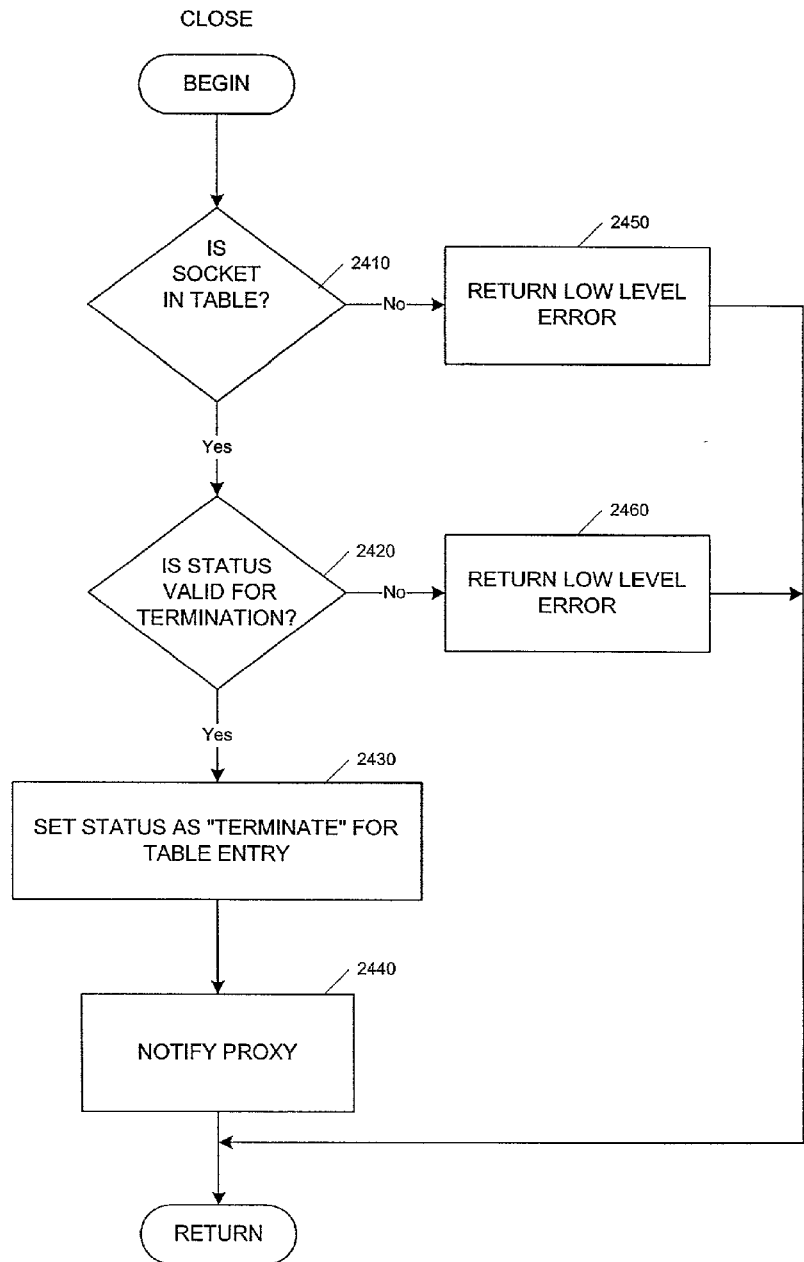 CLOSE
BEGIN
IS
SOCKET
IN TABLE?
2410
No
2450
RETURN LOW LEVEL
ERROR
Yes
IS STATUS
VALID FOR
TERMINATION?
2420
No
2460
RETURN LOW LEVEL
ERROR
Yes
2430
SET STATUS AS "TERMINATE" FOR
TABLE ENTRY
2440
NOTIFY PROXY
RETURN